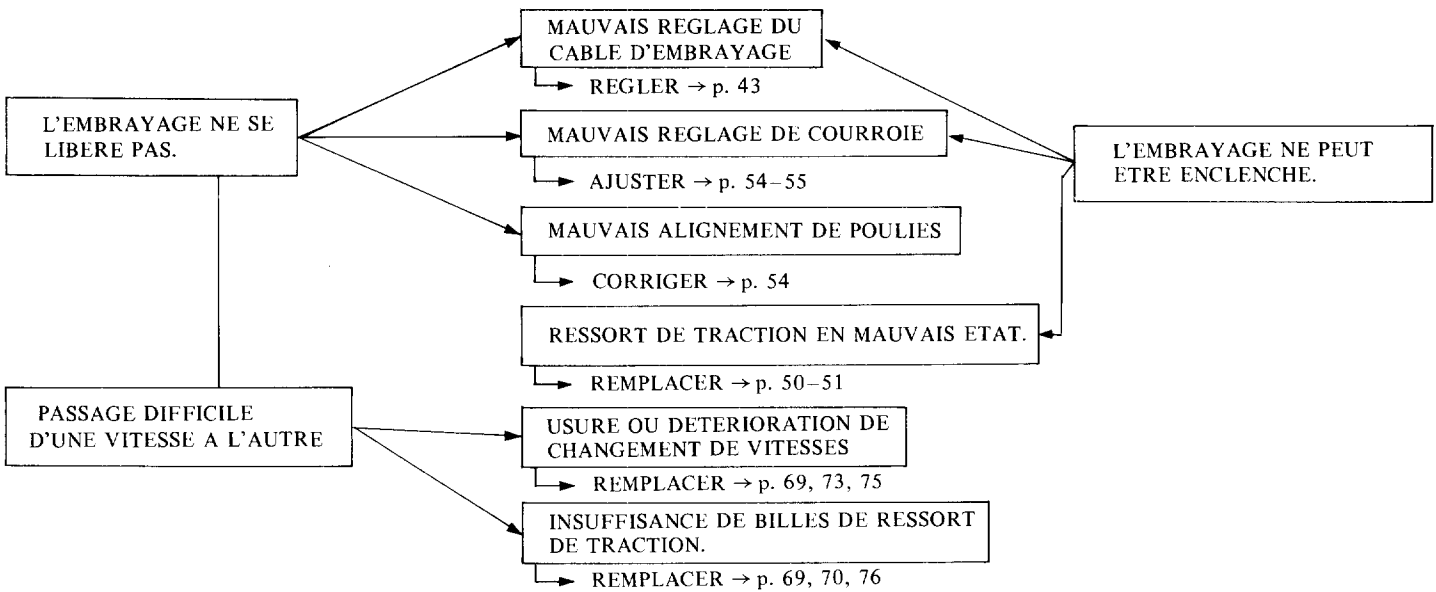 MAUVAIS REGLAGE DU
CABLE D'EMBRAYAGE
REGLER → p. 43
L'EMBRAYAGE NE SE
LIBERE PAS.
MAUVAIS REGLAGE DE COURROIE
AJUSTER → p. 54–55
L'EMBRAYAGE NE PEUT
ETRE ENCLENCHE.
MAUVAIS ALIGNEMENT DE POULIES
CORRIGER → p. 54
RESSORT DE TRACTION EN MAUVAIS ETAT.
REMPLACER → p. 50–51
PASSAGE DIFFICILE
D'UNE VITESSE A L'AUTRE
USURE OU DETERIORATION DE
CHANGEMENT DE VITESSES
REMPLACER → p. 69, 73, 75
INSUFFISANCE DE BILLES DE RESSORT
DE TRACTION.
REMPLACER → p. 69, 70, 76